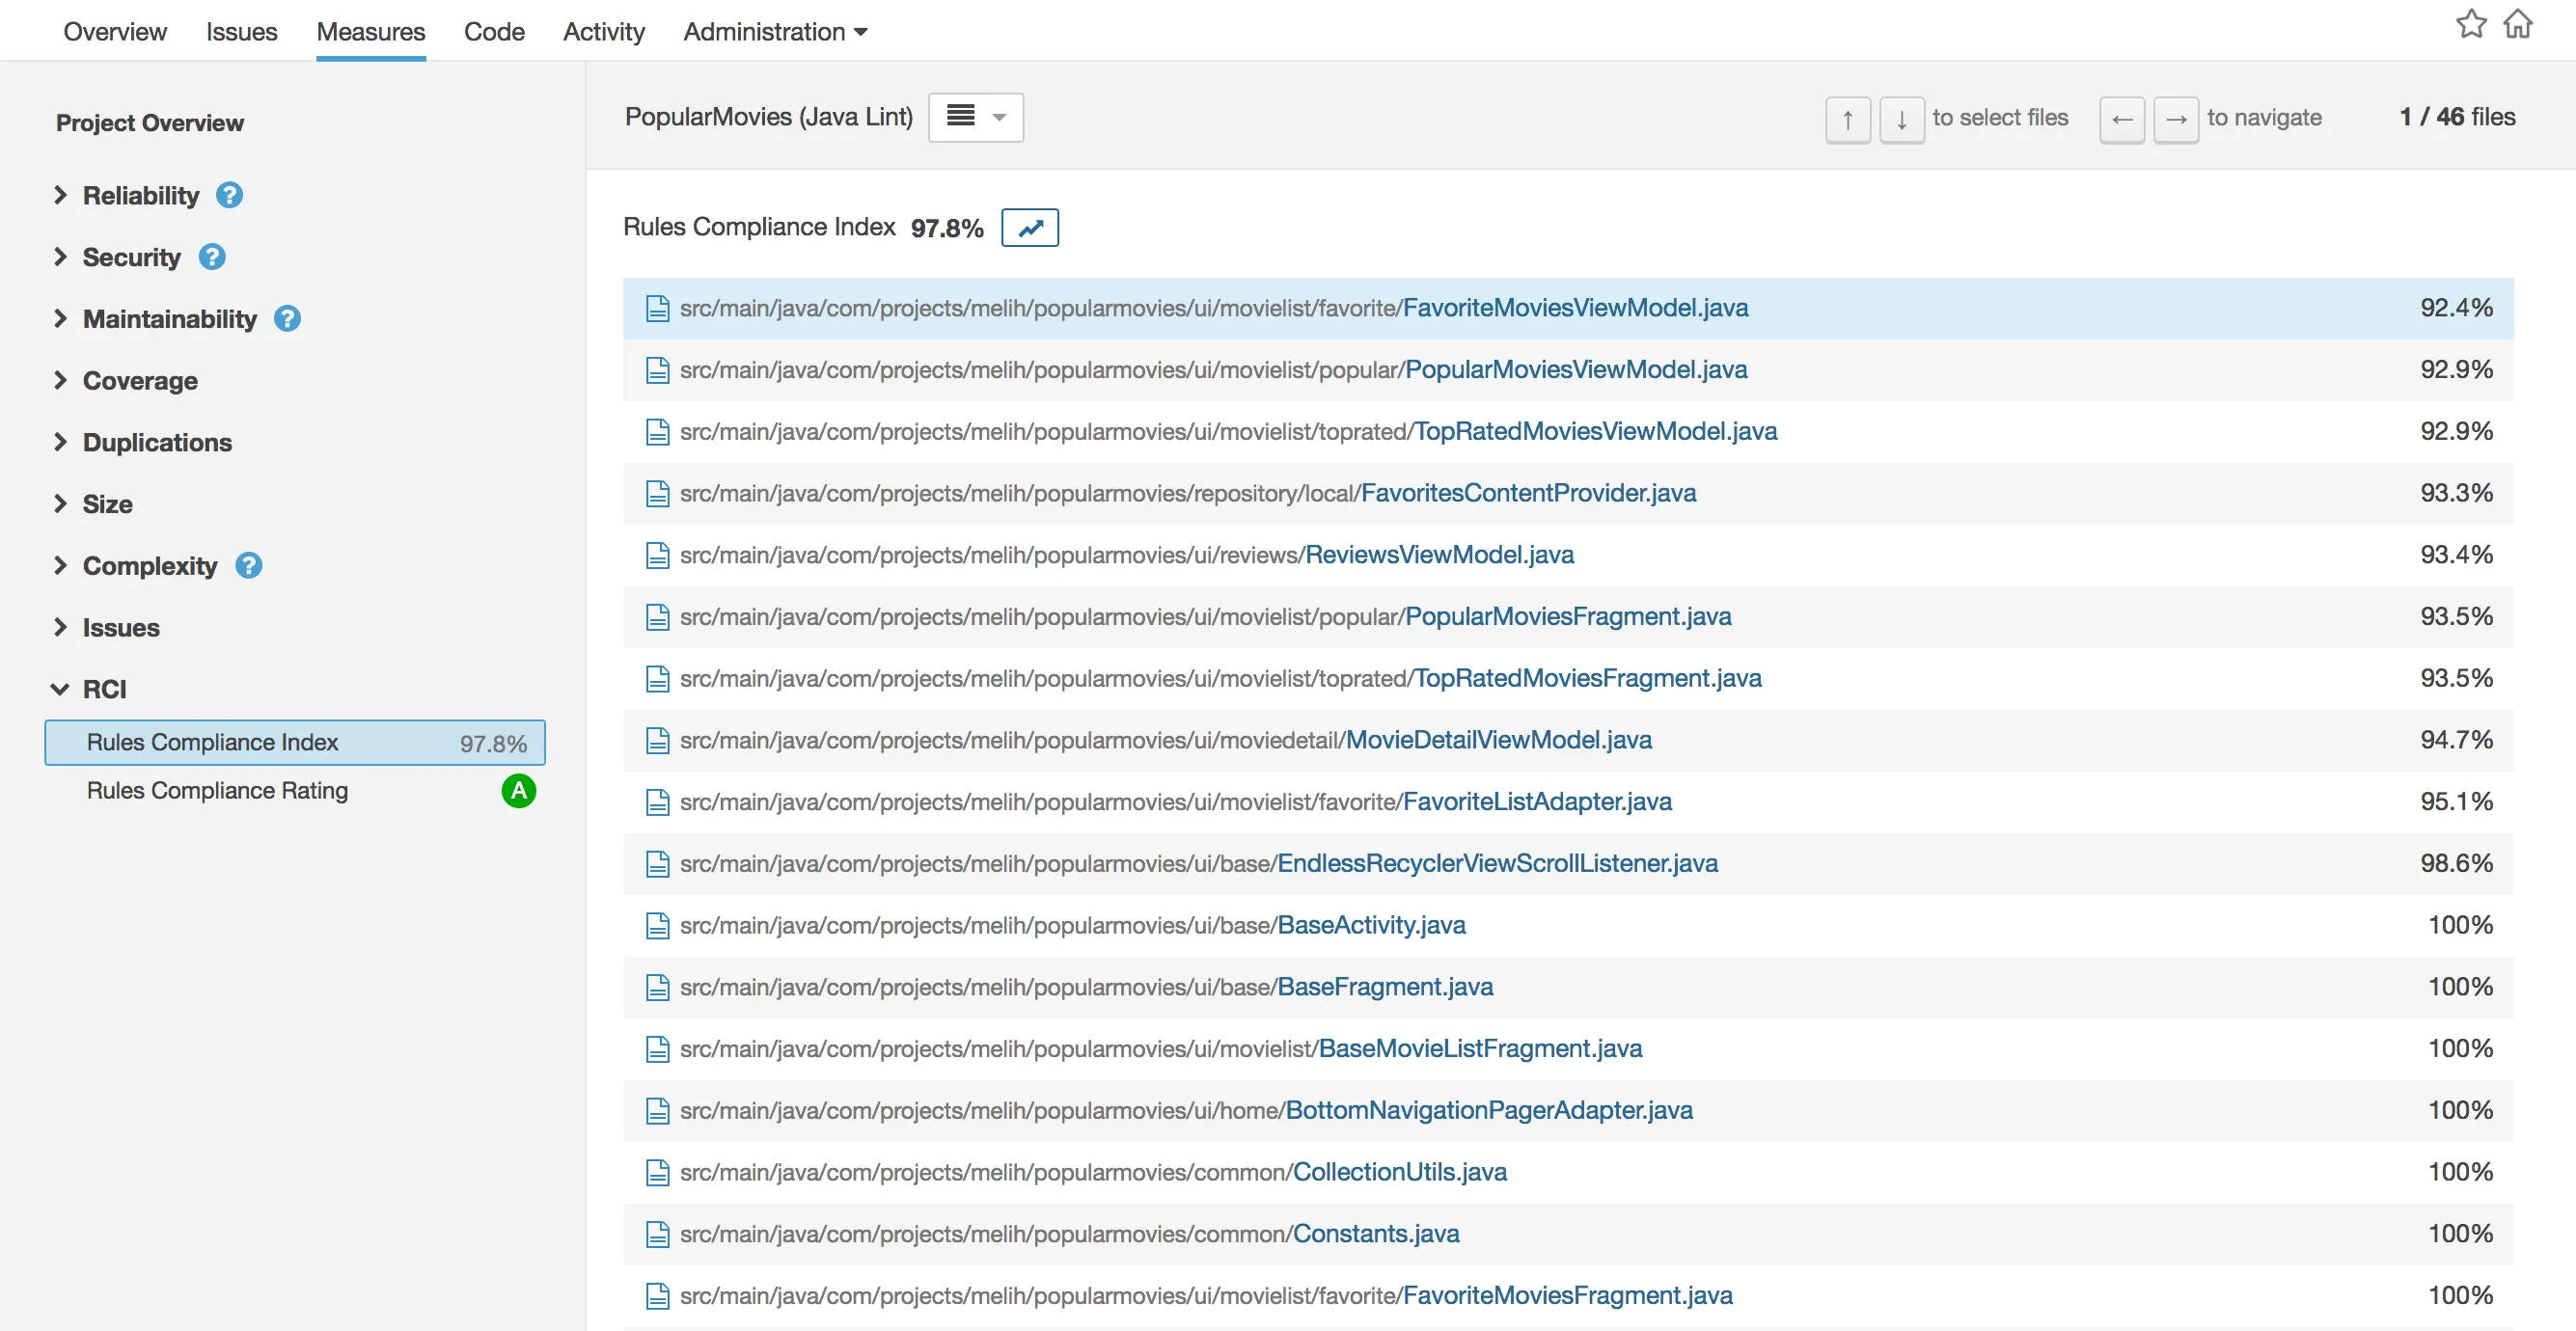 Overview Issues Measures Code Activity Administration
Project Overview
Reliability ?
Security ?
Maintainability ?
Coverage
Duplications
Size
Complexity ?
Issues
RCI
Rules Compliance Index 97.8%
Rules Compliance Rating A
PopularMovies (Java Lint) ↑ ↓ to select files ← → to navigate 1 / 46 files
Rules Compliance Index 97.8%
src/main/java/com/projects/melih/popularmovies/ui/movielist/favorite/FavoriteMoviesViewModel.java 92.4%
src/main/java/com/projects/melih/popularmovies/ui/movielist/popular/PopularMoviesViewModel.java 92.9%
src/main/java/com/projects/melih/popularmovies/ui/movielist/toprated/TopRatedMoviesViewModel.java 92.9%
src/main/java/com/projects/melih/popularmovies/repository/local/FavoritesContentProvider.java 93.3%
src/main/java/com/projects/melih/popularmovies/ui/reviews/ReviewsViewModel.java 93.4%
src/main/java/com/projects/melih/popularmovies/ui/movielist/popular/PopularMoviesFragment.java 93.5%
src/main/java/com/projects/melih/popularmovies/ui/movielist/toprated/TopRatedMoviesFragment.java 93.5%
src/main/java/com/projects/melih/popularmovies/ui/moviedetail/MovieDetailViewModel.java 94.7%
src/main/java/com/projects/melih/popularmovies/ui/movielist/favorite/FavoriteListAdapter.java 95.1%
src/main/java/com/projects/melih/popularmovies/ui/base/EndlessRecyclerViewScrollListener.java 98.6%
src/main/java/com/projects/melih/popularmovies/ui/base/BaseActivity.java 100%
src/main/java/com/projects/melih/popularmovies/ui/base/BaseFragment.java 100%
src/main/java/com/projects/melih/popularmovies/ui/movielist/BaseMovieListFragment.java 100%
src/main/java/com/projects/melih/popularmovies/ui/home/BottomNavigationPagerAdapter.java 100%
src/main/java/com/projects/melih/popularmovies/common/CollectionUtils.java 100%
src/main/java/com/projects/melih/popularmovies/common/Constants.java 100%
src/main/java/com/projects/melih/popularmovies/ui/movielist/favorite/FavoriteMoviesFragment.java 100%